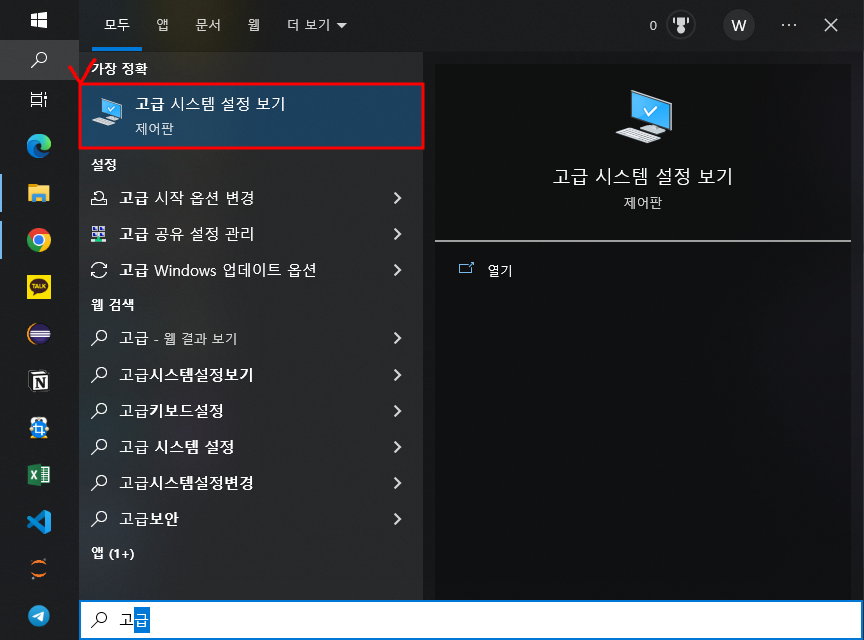 모두 앱 문서 웹 더 보기 0 W
가장 정확
고급 시스템 설정 보기
제어판
설정
고급 시작 옵션 변경
고급 공유 설정 관리
고급 Windows 업데이트 옵션
웹 검색
고급 - 웹 결과 보기
고급시스템설정보기
고급키보드설정
고급 시스템 설정
고급시스템설정변경
고급보안
앱 (1+)
고급 시스템 설정 보기
제어판
열기
TALK
N
X
고급